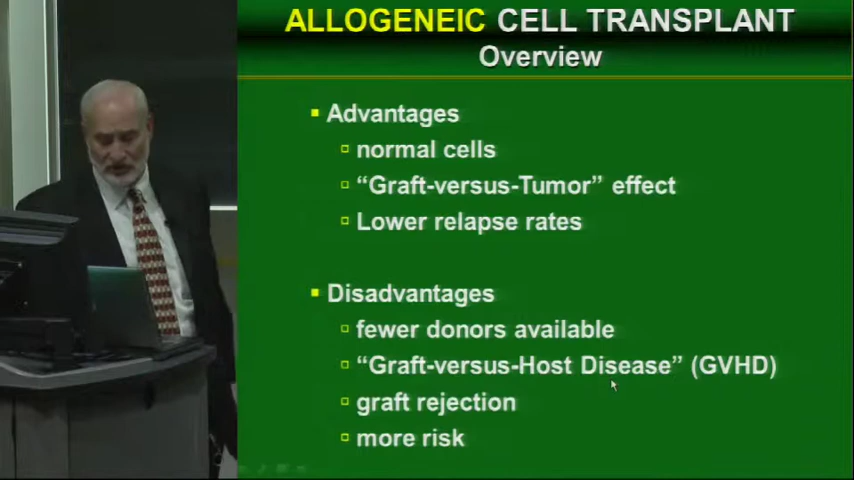 ALLOGENEIC CELL TRANSPLANT
Overview
Advantages
normal cells
“Graft-versus-Tumor” effect
Lower relapse rates
Disadvantages
fewer donors available
“Graft-versus-Host Disease” (GVHD)
graft rejection
more risk